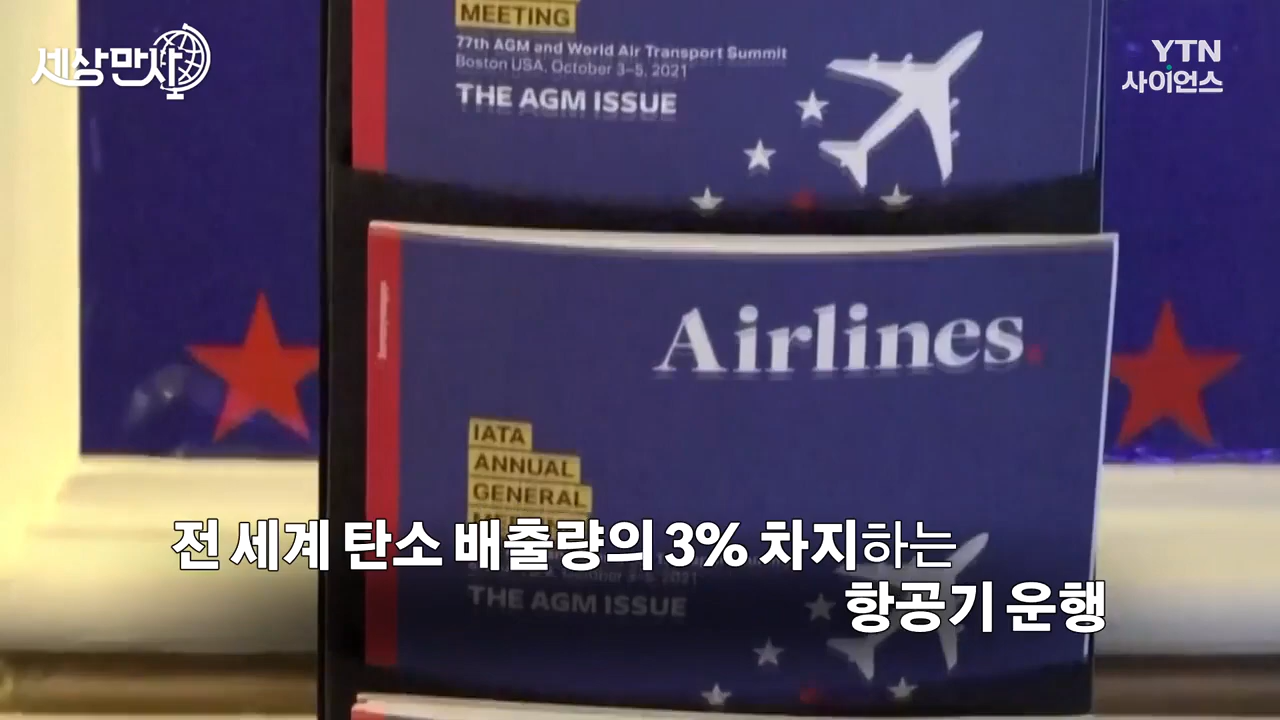 세상만사
YTN
사이언스
MEETING
77th AGM and World Air Transport Summit
Boston USA, October 3–5, 2021
THE AGM ISSUE
Airlines.
IATA
ANNUAL
GENERAL
전 세계 탄소 배출량의 3% 차지하는
항공기 운행
THE AGM ISSUE